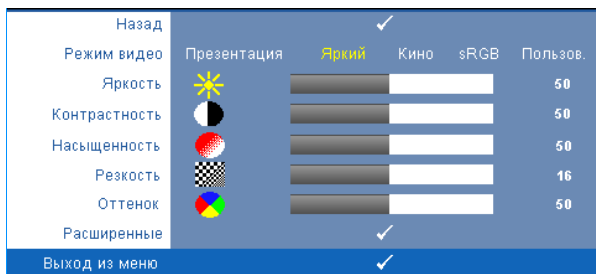 Назад
Режим видео Презентация Яркий Кино sRGB Пользов.
Яркость 50
Контрастность 50
Насыщенность 50
Резкость 16
Оттенок 50
Расширенные
Выход из меню